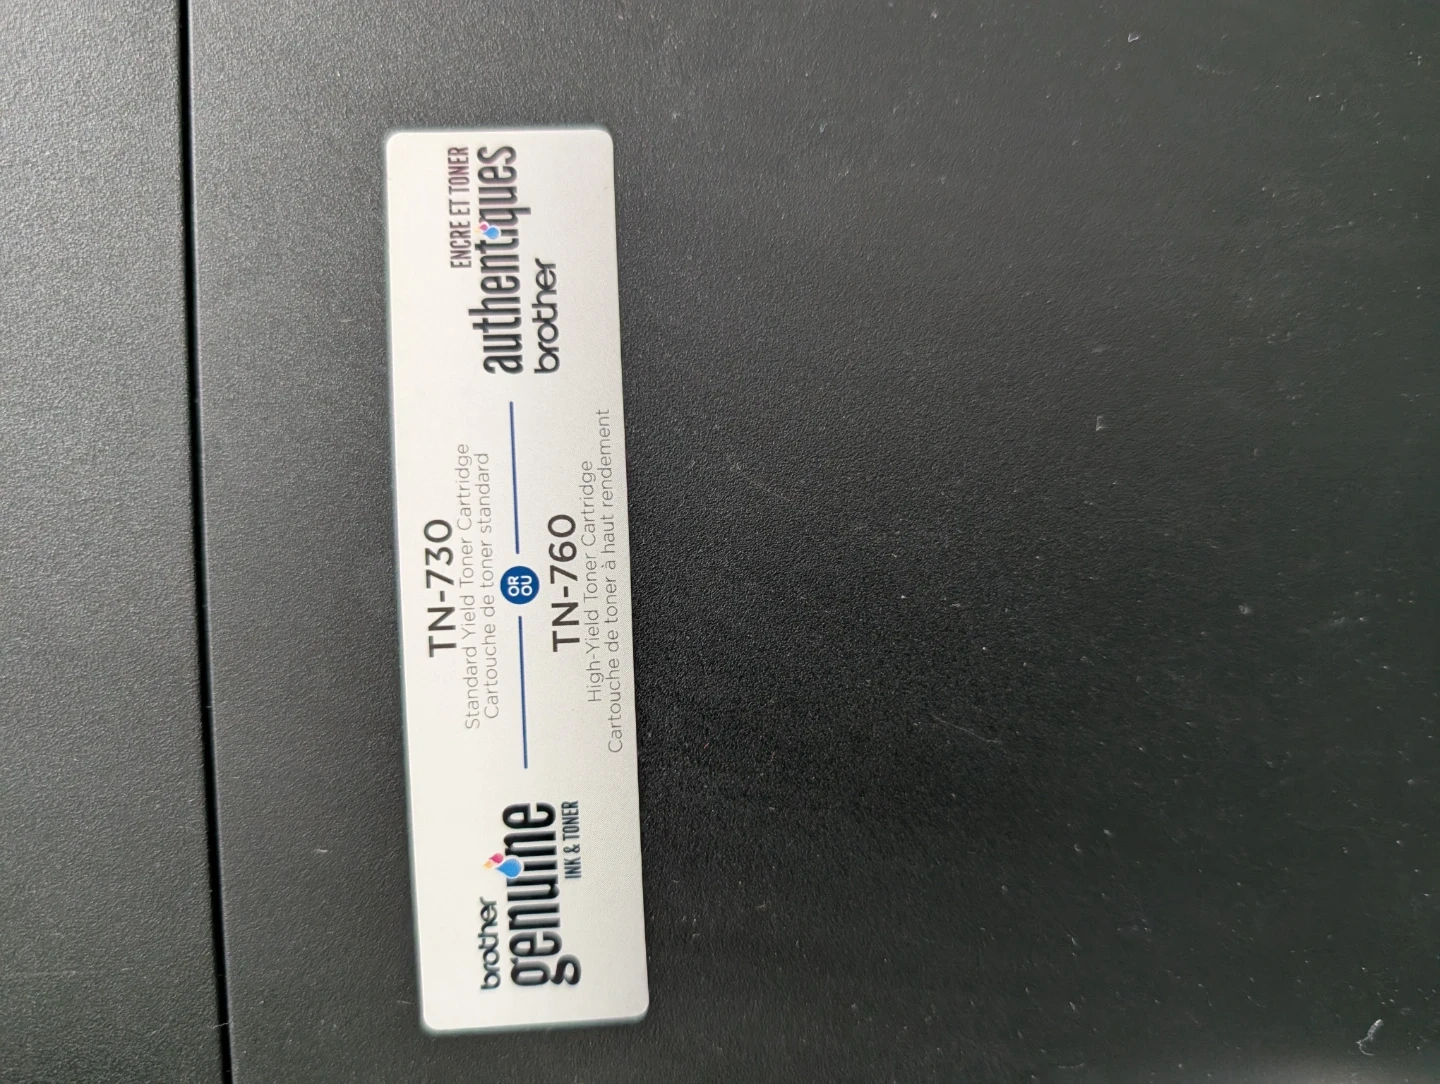 brother
genuine
INK & TONER
TN-730
Standard Yield Toner Cartridge
Cartouche de toner standard
OR
OU
TN-760
High-Yield Toner Cartridge
Cartouche de toner à haut rendement
ENCRE ET TONER
authentiques
brother